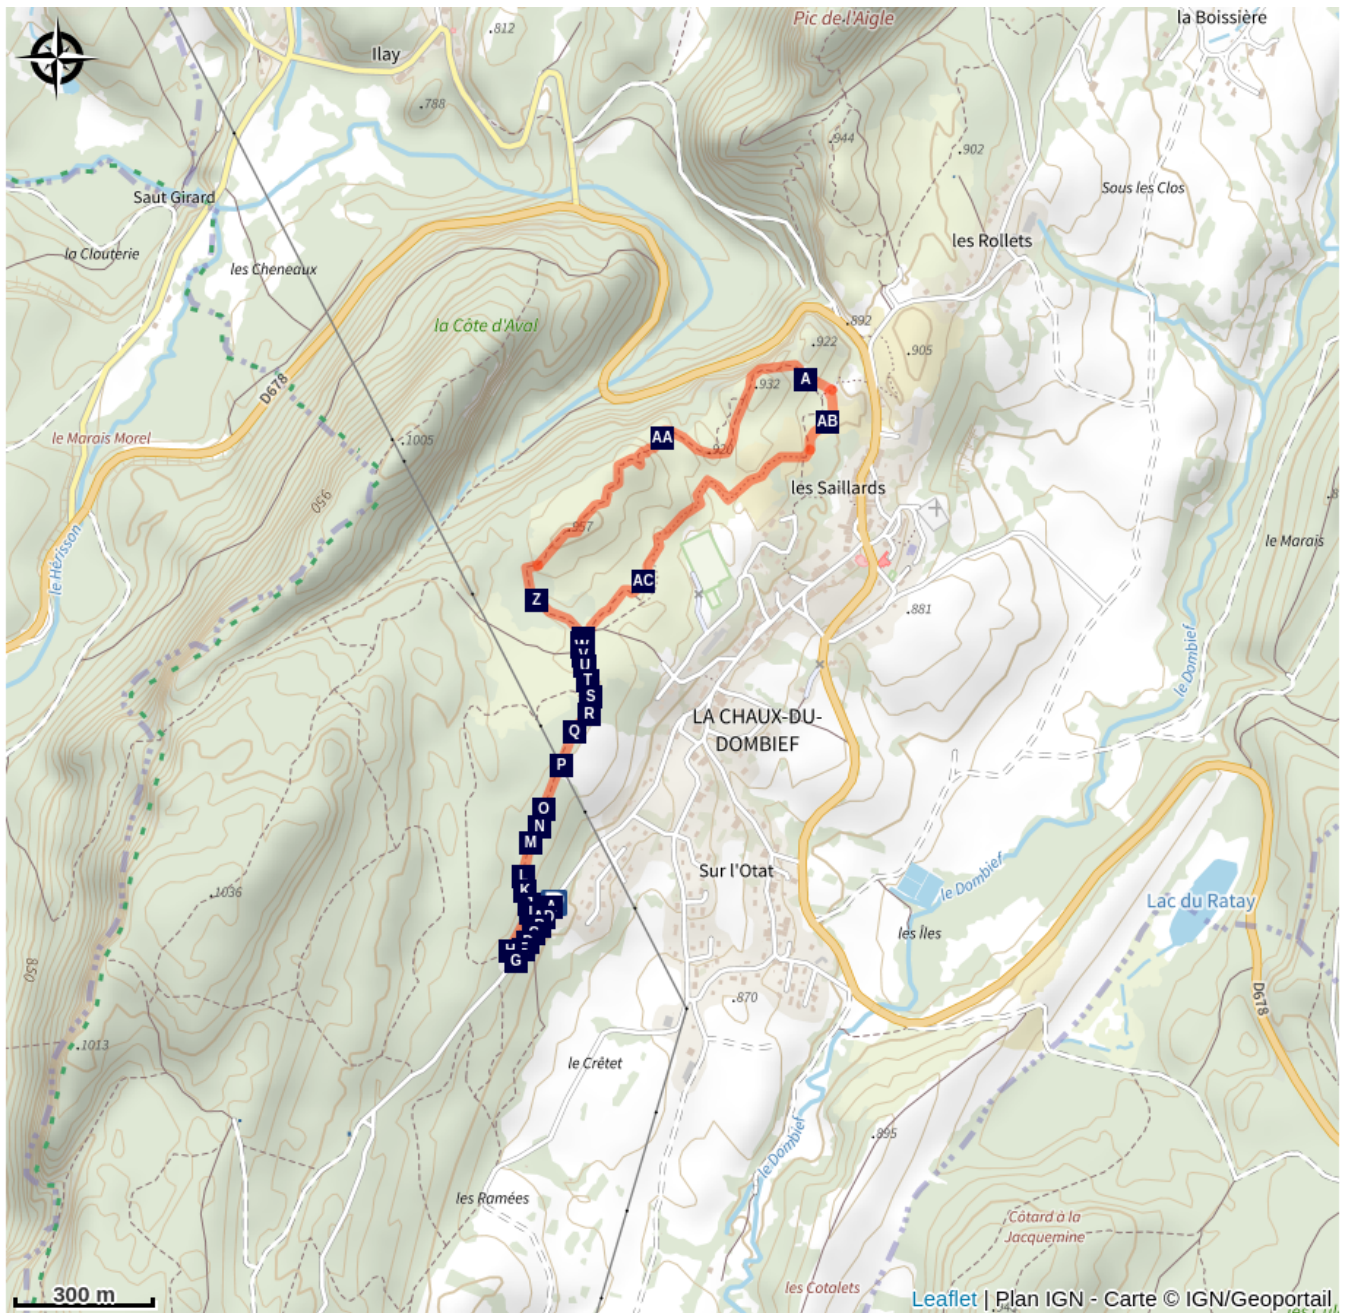 Pic de l'Aigle
la Boissière
.812
Ilay
.788
.944
.902
Sous les Clos
Saut Girard
les Rollets
la Clouterie
les Cheneaux
la Côte d'Aval
.892
.922
.905
D678
A
.932
AB
le Marais Morel
.1005
AA
.920
les Saillards
950
.957
le Marais
le Hérisson
AC
Z
.881
W
V
U
T
S
R
Q
le Dombief
LA CHAUX-DU-
DOMBIEF
P
O
N
M
Sur l'Otat
L
K
.1036
le Dombief
Lac du Ratay
les Îles
H
G
850
.870
D678
.1013
le Crêtet
.895
le Dombief
les Ramées
Côtard à la
Jacquemine
les Cotalets
300 m
Leaflet | Plan IGN - Carte © IGN/Geoportail